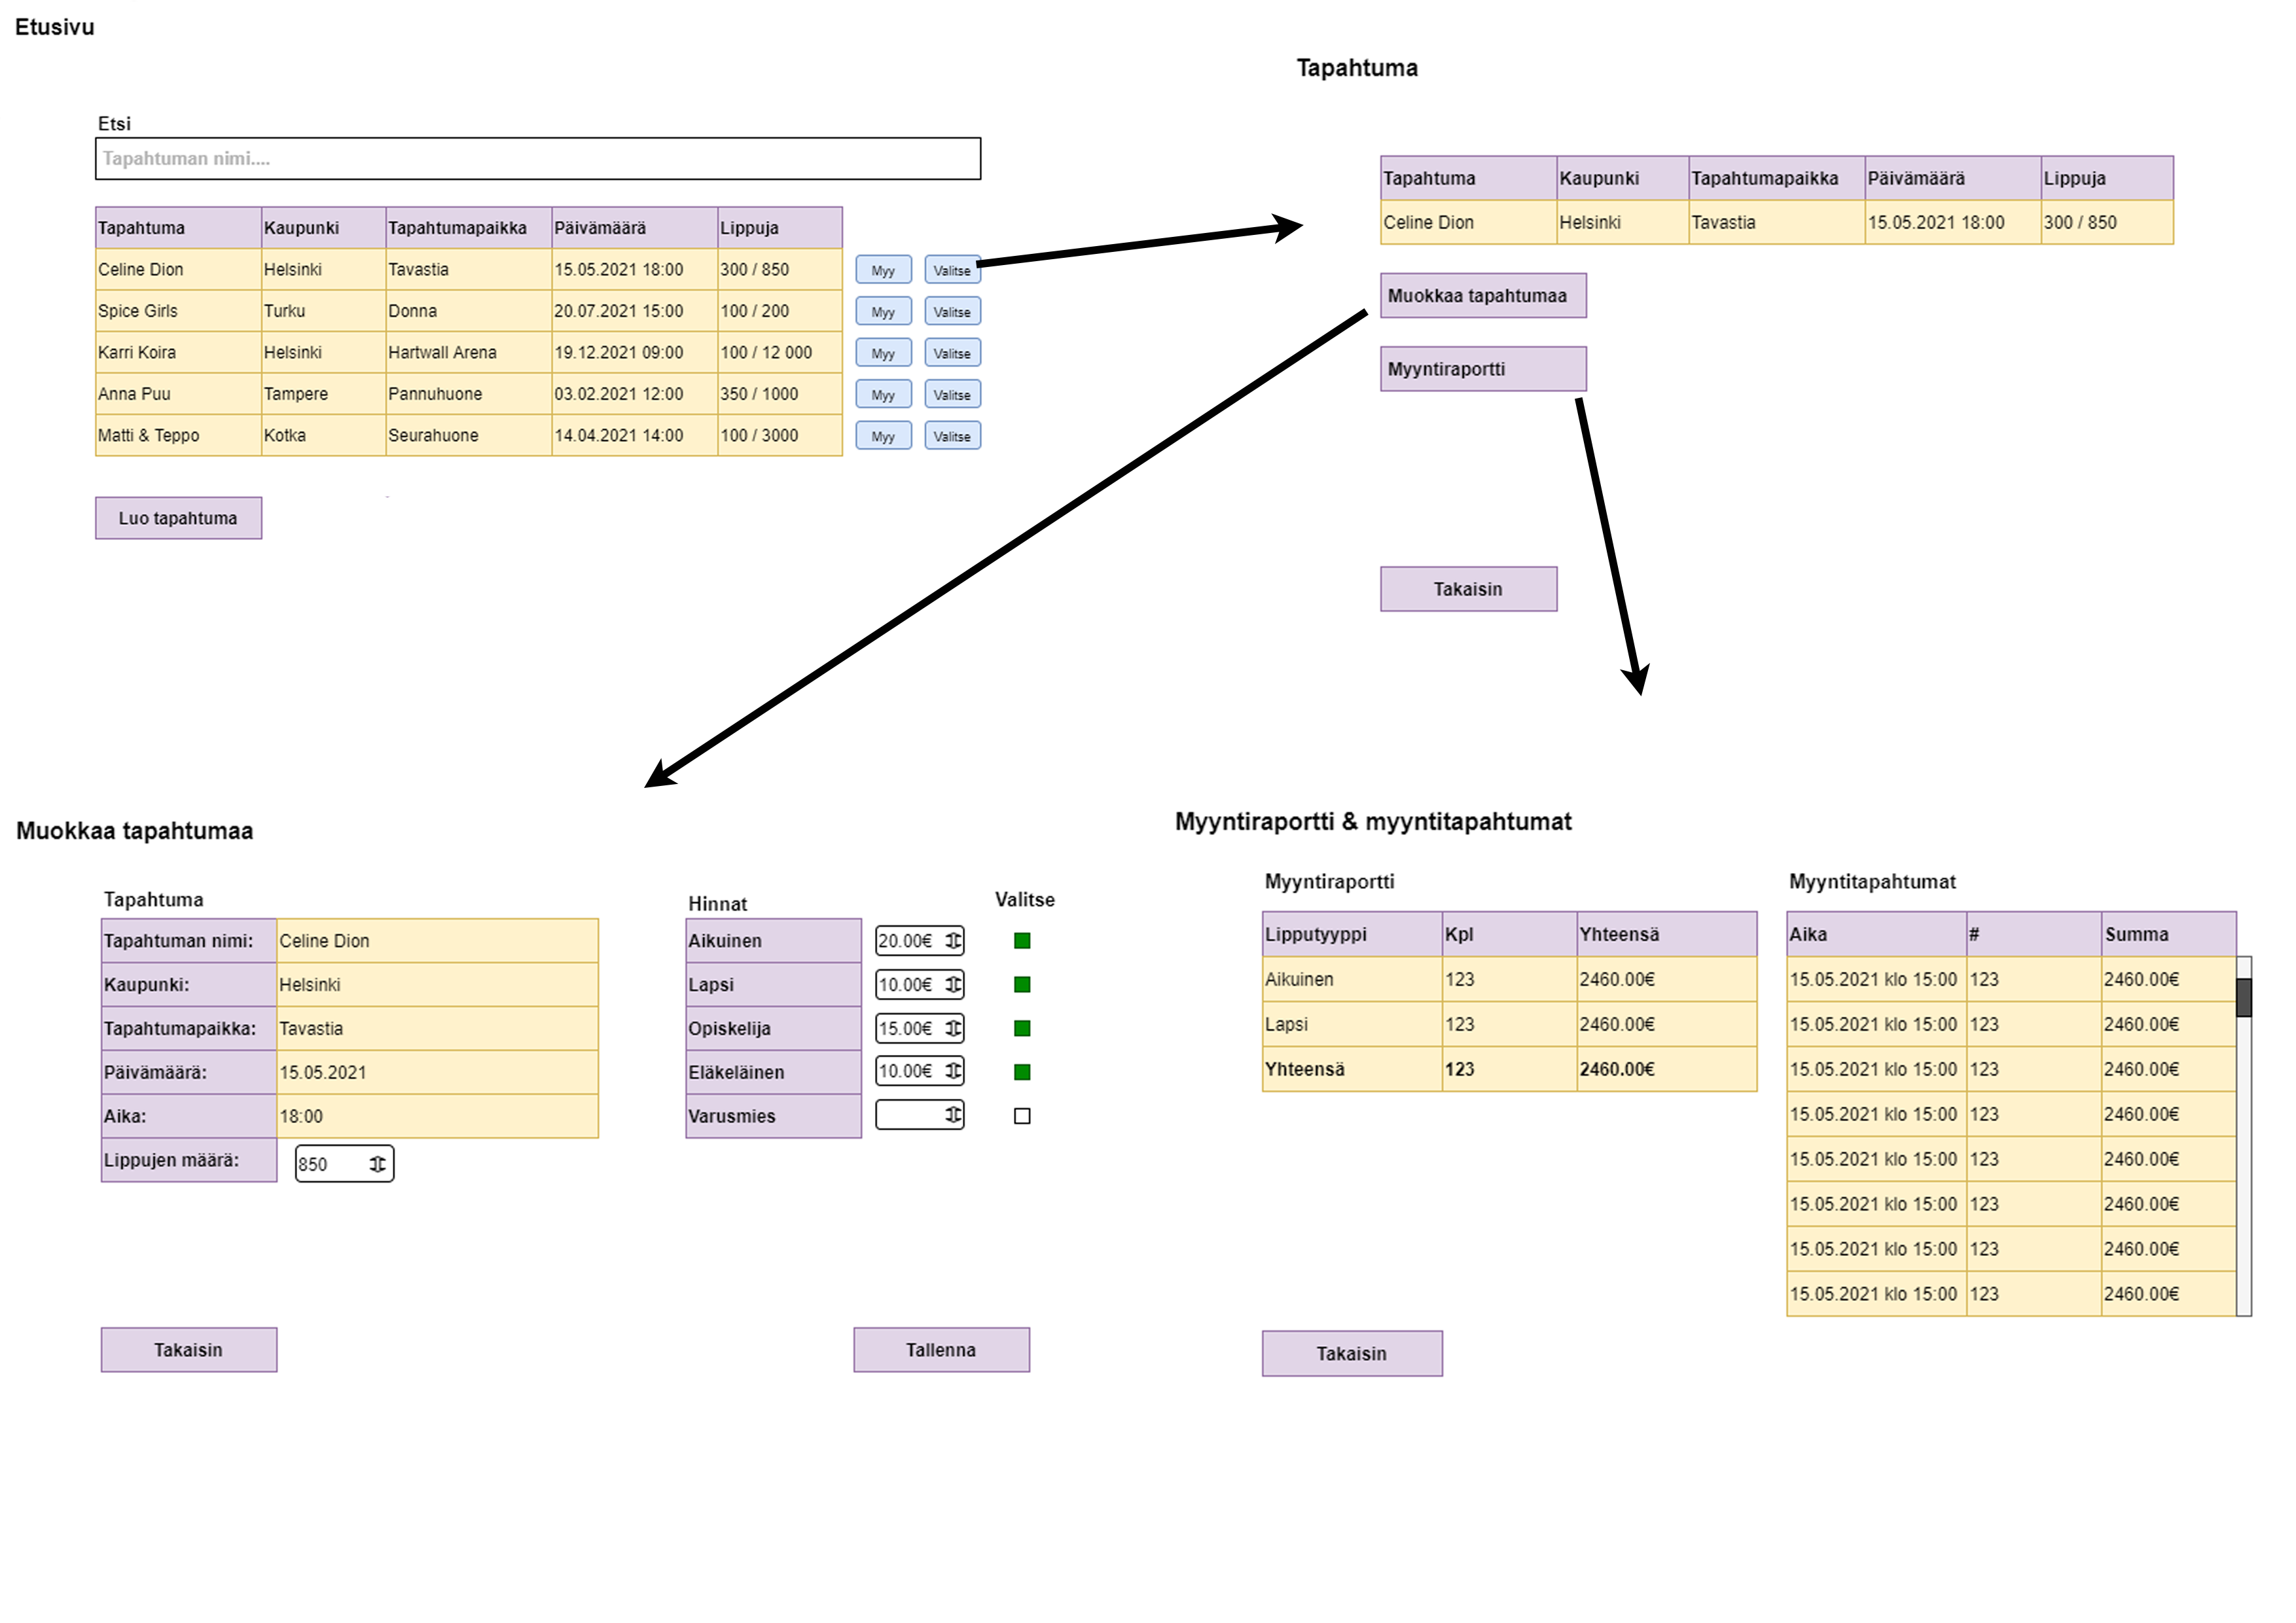 Etusivu
Etsi
Tapahtuman nimi....
Tapahtuma Kaupunki Tapahtumapaikka Päivämäärä Lippuja
Celine Dion Helsinki Tavastia 15.05.2021 18:00 300 / 850 Myy Valitse
Spice Girls Turku Donna 20.07.2021 15:00 100 / 200 Myy Valitse
Karri Koira Helsinki Hartwall Arena 19.12.2021 09:00 100 / 12 000 Myy Valitse
Anna Puu Tampere Pannuhuone 03.02.2021 12:00 350 / 1000 Myy Valitse
Matti & Teppo Kotka Seurahuone 14.04.2021 14:00 100 / 3000 Myy Valitse
Luo tapahtuma
Tapahtuma
Tapahtuma Kaupunki Tapahtumapaikka Päivämäärä Lippuja
Celine Dion Helsinki Tavastia 15.05.2021 18:00 300 / 850
Muokkaa tapahtumaa
Myyntiraportti
Takaisin
Muokkaa tapahtumaa
Tapahtuma
Tapahtuman nimi: Celine Dion
Kaupunki: Helsinki
Tapahtumapaikka: Tavastia
Päivämäärä: 15.05.2021
Aika: 18:00
Lippujen määrä: 850
Hinnat Valitse
Aikuinen 20.00€
Lapsi 10.00€
Opiskelija 15.00€
Eläkeläinen 10.00€
Varusmies
Takaisin Tallenna
Myyntiraportti & myyntitapahtumat
Myyntiraportti
Lipputyyppi Kpl Yhteensä
Aikuinen 123 2460.00€
Lapsi 123 2460.00€
Yhteensä 123 2460.00€
Myyntitapahtumat
Aika # Summa
15.05.2021 klo 15:00 123 2460.00€
15.05.2021 klo 15:00 123 2460.00€
15.05.2021 klo 15:00 123 2460.00€
15.05.2021 klo 15:00 123 2460.00€
15.05.2021 klo 15:00 123 2460.00€
15.05.2021 klo 15:00 123 2460.00€
15.05.2021 klo 15:00 123 2460.00€
15.05.2021 klo 15:00 123 2460.00€
Takaisin